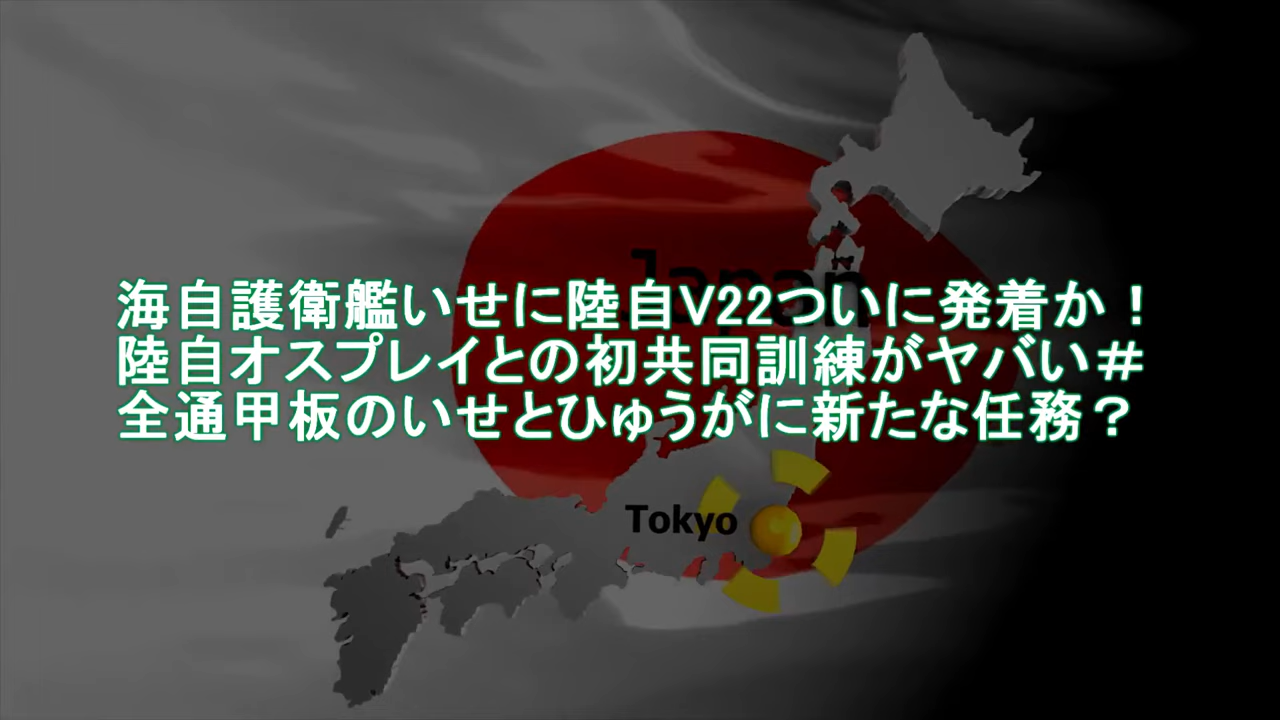 Japan
海自護衛艦いせに陸自V22ついに発着か！
陸自オスプレイとの初共同訓練がヤバい＃
全通甲板のいせとひゅうがに新たな任務？
Tokyo